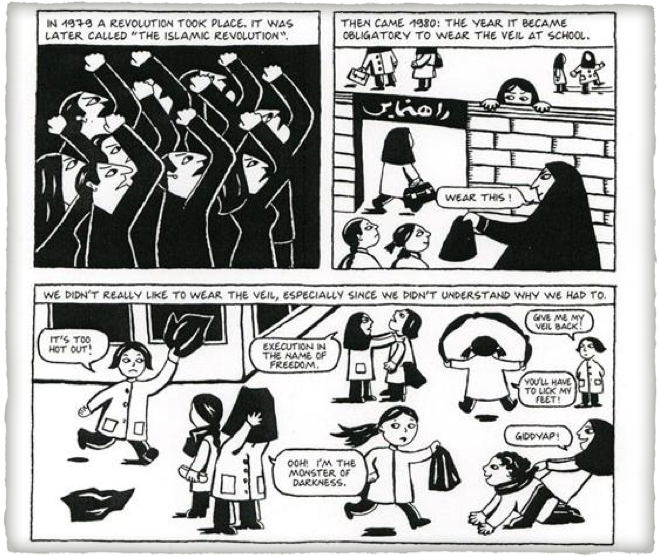 IN 1979 A REVOLUTION TOOK PLACE. IT WAS
LATER CALLED "THE ISLAMIC REVOLUTION".
THEN CAME 1980: THE YEAR IT BECAME
OBLIGATORY TO WEAR THE VEIL AT SCHOOL.
راهنمایی
WEAR THIS!
WE DIDN'T REALLY LIKE TO WEAR THE VEIL, ESPECIALLY SINCE WE DIDN'T UNDERSTAND WHY WE HAD TO.
IT'S TOO
HOT OUT!
EXECUTION IN
THE NAME OF
FREEDOM.
GIVE ME MY
VEIL BACK!
YOU'LL HAVE
TO LICK MY
FEET!
OOH! I'M THE
MONSTER OF
DARKNESS.
GIDDYAP!